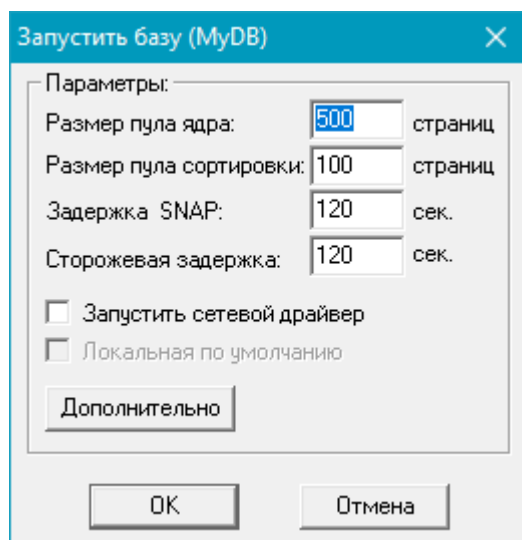 Запустить базу (MyDB)
Параметры:
Размер пула ядра: 500 страниц
Размер пула сортировки: 100 страниц
Задержка SNAP: 120 сек.
Сторожевая задержка: 120 сек.
Запустить сетевой драйвер
Локальная по умолчанию
Дополнительно
OK Отмена